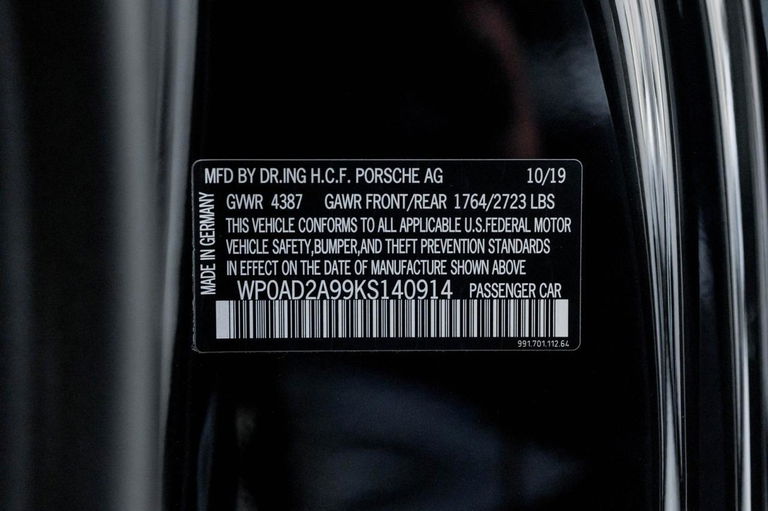 MFD BY DR.ING H.C.F. PORSCHE AG 10/19
GVWR 4387 GAWR FRONT/REAR 1764/2723 LBS
THIS VEHICLE CONFORMS TO ALL APPLICABLE U.S.FEDERAL MOTOR
VEHICLE SAFETY,BUMPER,AND THEFT PREVENTION STANDARDS
IN EFFECT ON THE DATE OF MANUFACTURE SHOWN ABOVE
WP0AD2A99KS140914 PASSENGER CAR
991.701.112.64
MADE IN GERMANY